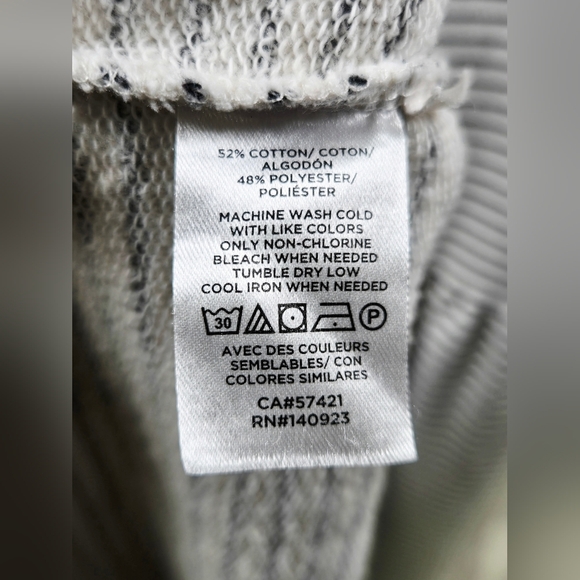 52% COTTON/ COTON/
ALGODÓN
48% POLYESTER/
POLIÉSTER
MACHINE WASH COLD
WITH LIKE COLORS
ONLY NON-CHLORINE
BLEACH WHEN NEEDED
TUMBLE DRY LOW
COOL IRON WHEN NEEDED
30 P
AVEC DES COULEURS
SEMBLABLES/ CON
COLORES SIMILARES
CA#57421
RN#140923